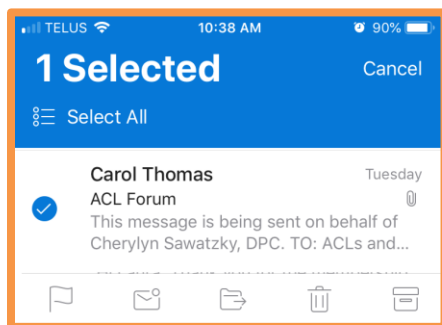 TELUS 10:38 AM 90%
1 Selected Cancel
Select All
Carol Thomas Tuesday
ACL Forum
This message is being sent on behalf of
Cherylyn Sawatzky, DPC. TO: ACLs and...